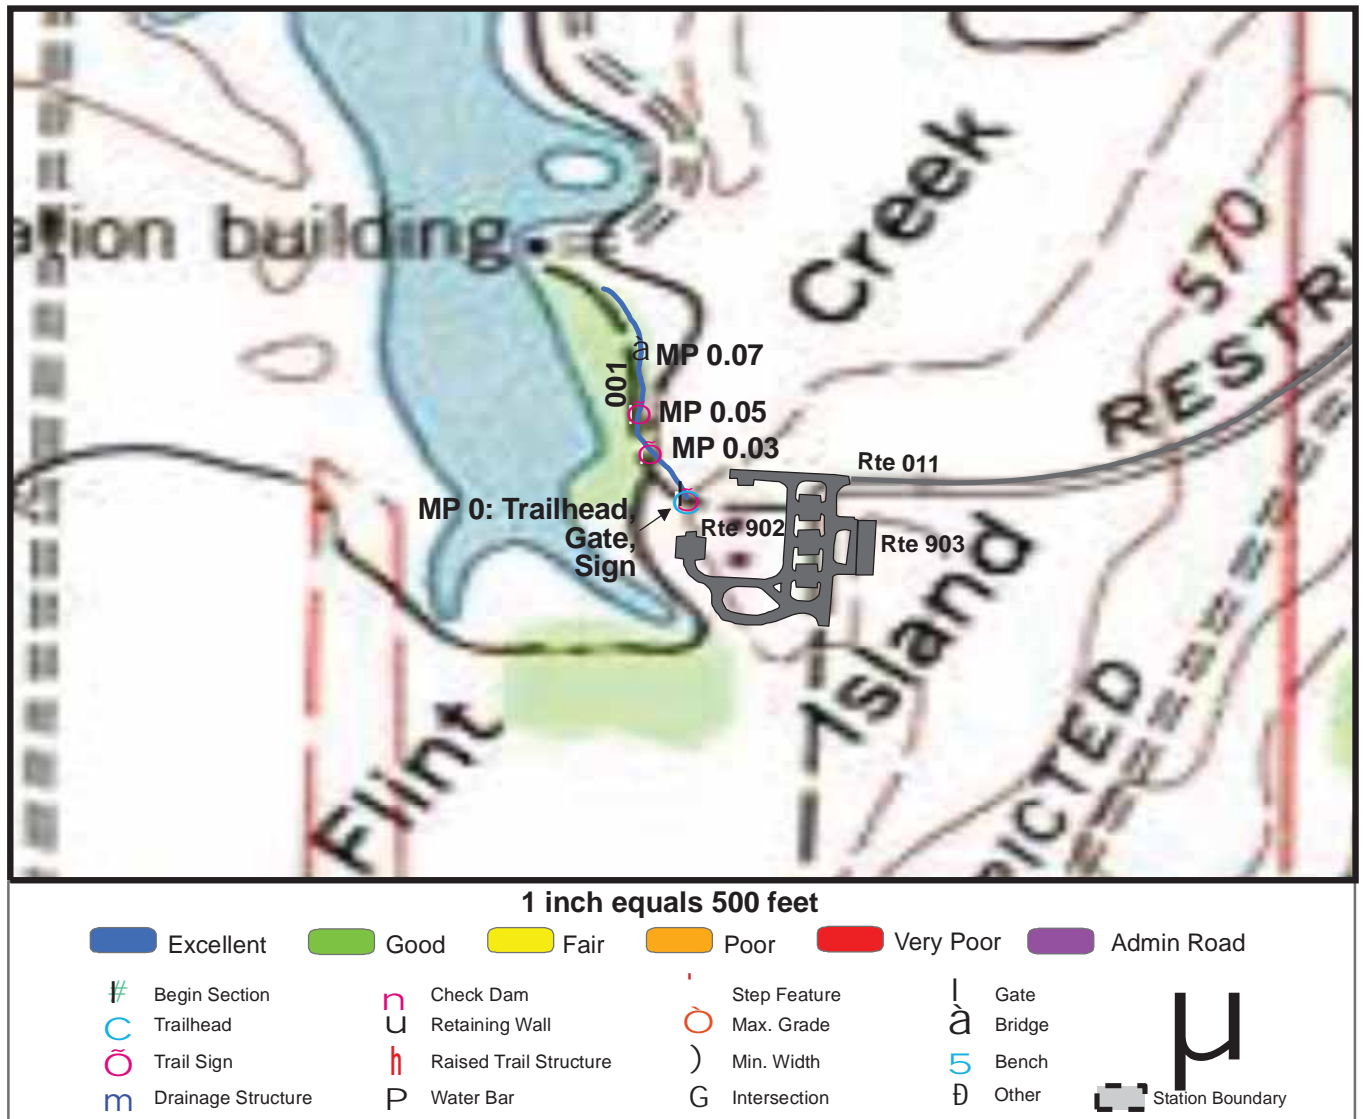 ation building
Creek
570
RESTR
MP 0.07
001
MP 0.05
MP 0.03
Rte 011
MP 0: Trailhead,
Gate,
Sign
Rte 902
Rte 903
Island
Flint
RICTED
1 inch equals 500 feet
Excellent
Good
Fair
Poor
Very Poor
Admin Road
Begin Section
Check Dam
Step Feature
Gate
Trailhead
Retaining Wall
Max. Grade
Bridge
Trail Sign
Raised Trail Structure
Min. Width
Bench
Drainage Structure
Water Bar
Intersection
Other
Station Boundary